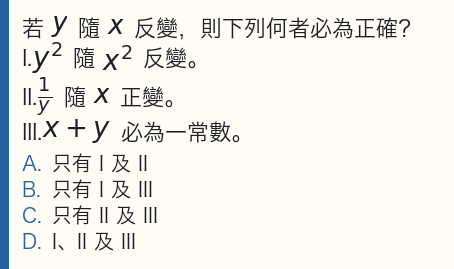 若 y 隨 x 反變，則下列何者必為正確？
I.y² 隨 x² 反變。
II.1/y 隨 x 正變。
III.x + y 必為一常數。
A. 只有 I 及 II
B. 只有 I 及 III
C. 只有 II 及 III
D. I、II 及 III